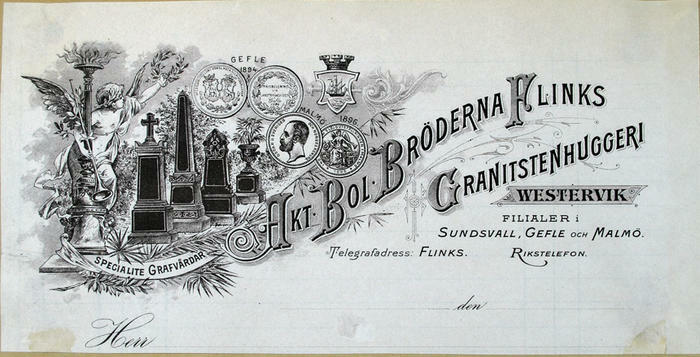 GEFLE
1894
MALMÖ 1896
AKT. BOL. BRÖDERNA FLINKS
GRANITSTENHUGGERI
WESTERVIK
FILIALER i
SUNDSVALL, GEFLE OCH MALMÖ.
Telegrafadress: FLINKS. RIKSTELEFON.
SPECIALITE GRAFVÅRDAR
den
Herr